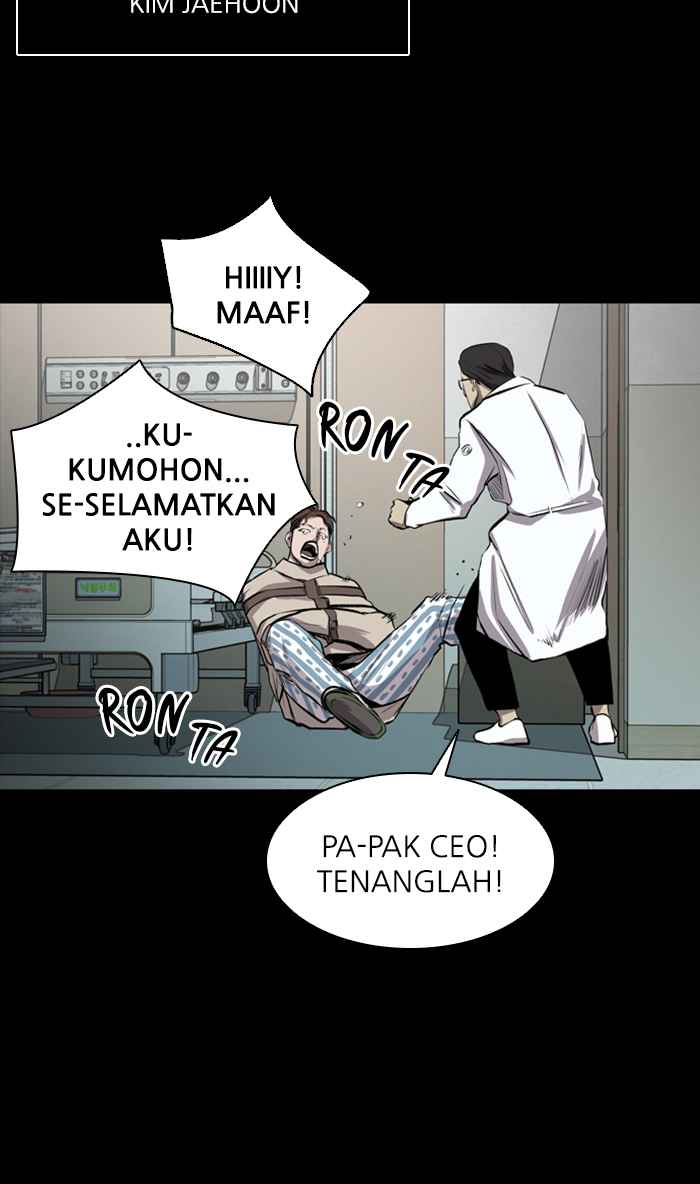 KIM JAEHOON
HIIIIY!
MAAF!
..KU-
KUMOHON...
SE-SELAMATKAN
AKU!
RONTA
RONTA
PA-PAK CEO!
TENANGLAH!